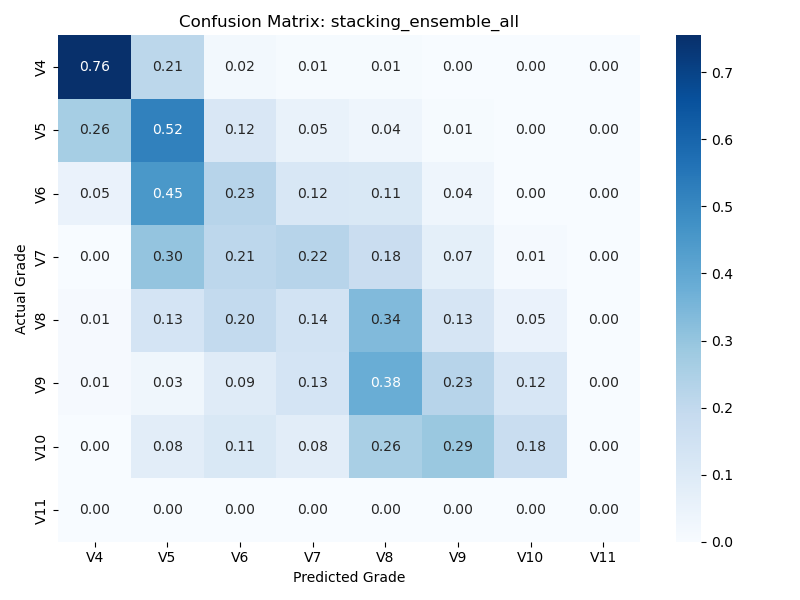 Confusion Matrix: stacking_ensemble_all
V4 0.76 0.21 0.02 0.01 0.01 0.00 0.00 0.00
V5 0.26 0.52 0.12 0.05 0.04 0.01 0.00 0.00
V6 0.05 0.45 0.23 0.12 0.11 0.04 0.00 0.00
V7 0.00 0.30 0.21 0.22 0.18 0.07 0.01 0.00
V8 0.01 0.13 0.20 0.14 0.34 0.13 0.05 0.00
V9 0.01 0.03 0.09 0.13 0.38 0.23 0.12 0.00
V10 0.00 0.08 0.11 0.08 0.26 0.29 0.18 0.00
V11 0.00 0.00 0.00 0.00 0.00 0.00 0.00 0.00
Actual Grade
V4 V5 V6 V7 V8 V9 V10 V11
Predicted Grade
0.7
0.6
0.5
0.4
0.3
0.2
0.1
0.0